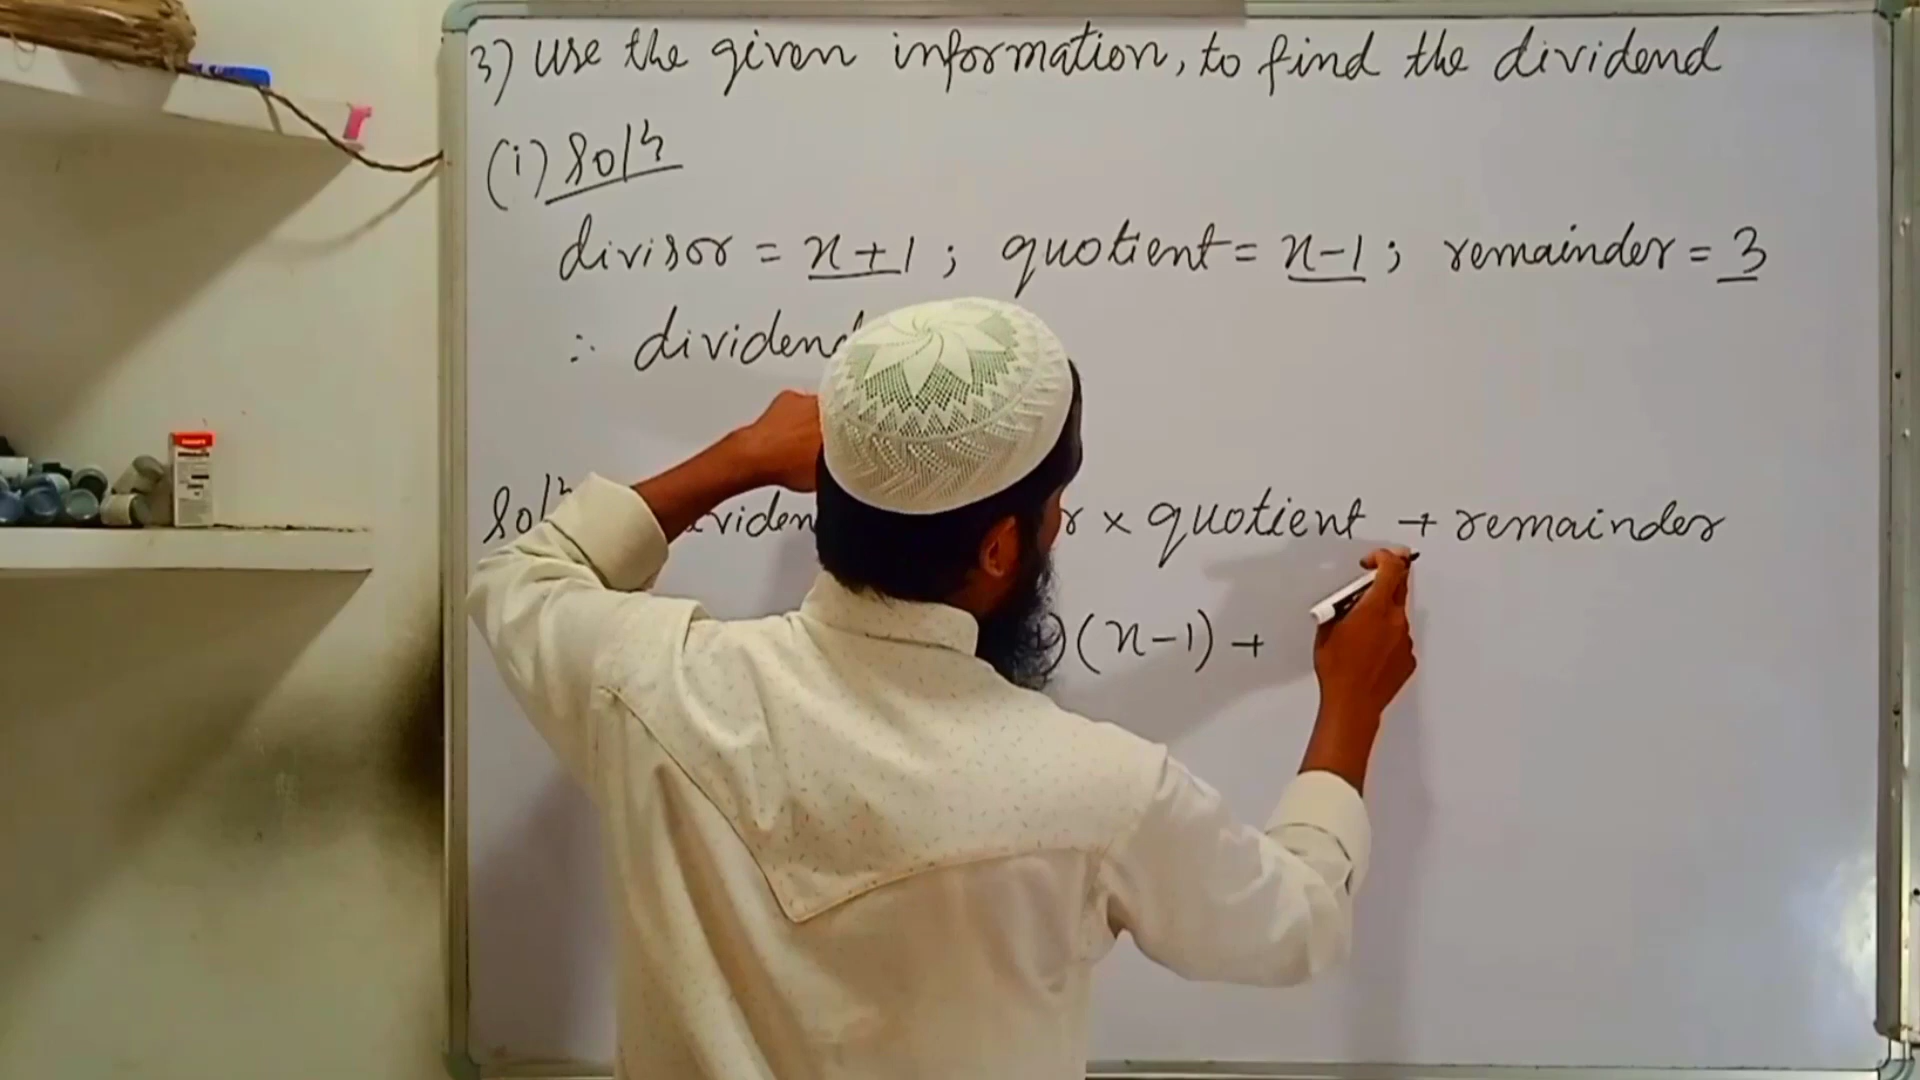 3) Use the given information, to find the dividend
(i) Soln
divisor = x+1 ; quotient = x-1 ; remainder = 3
∴ dividend
× quotient + remainder
)(x-1) +